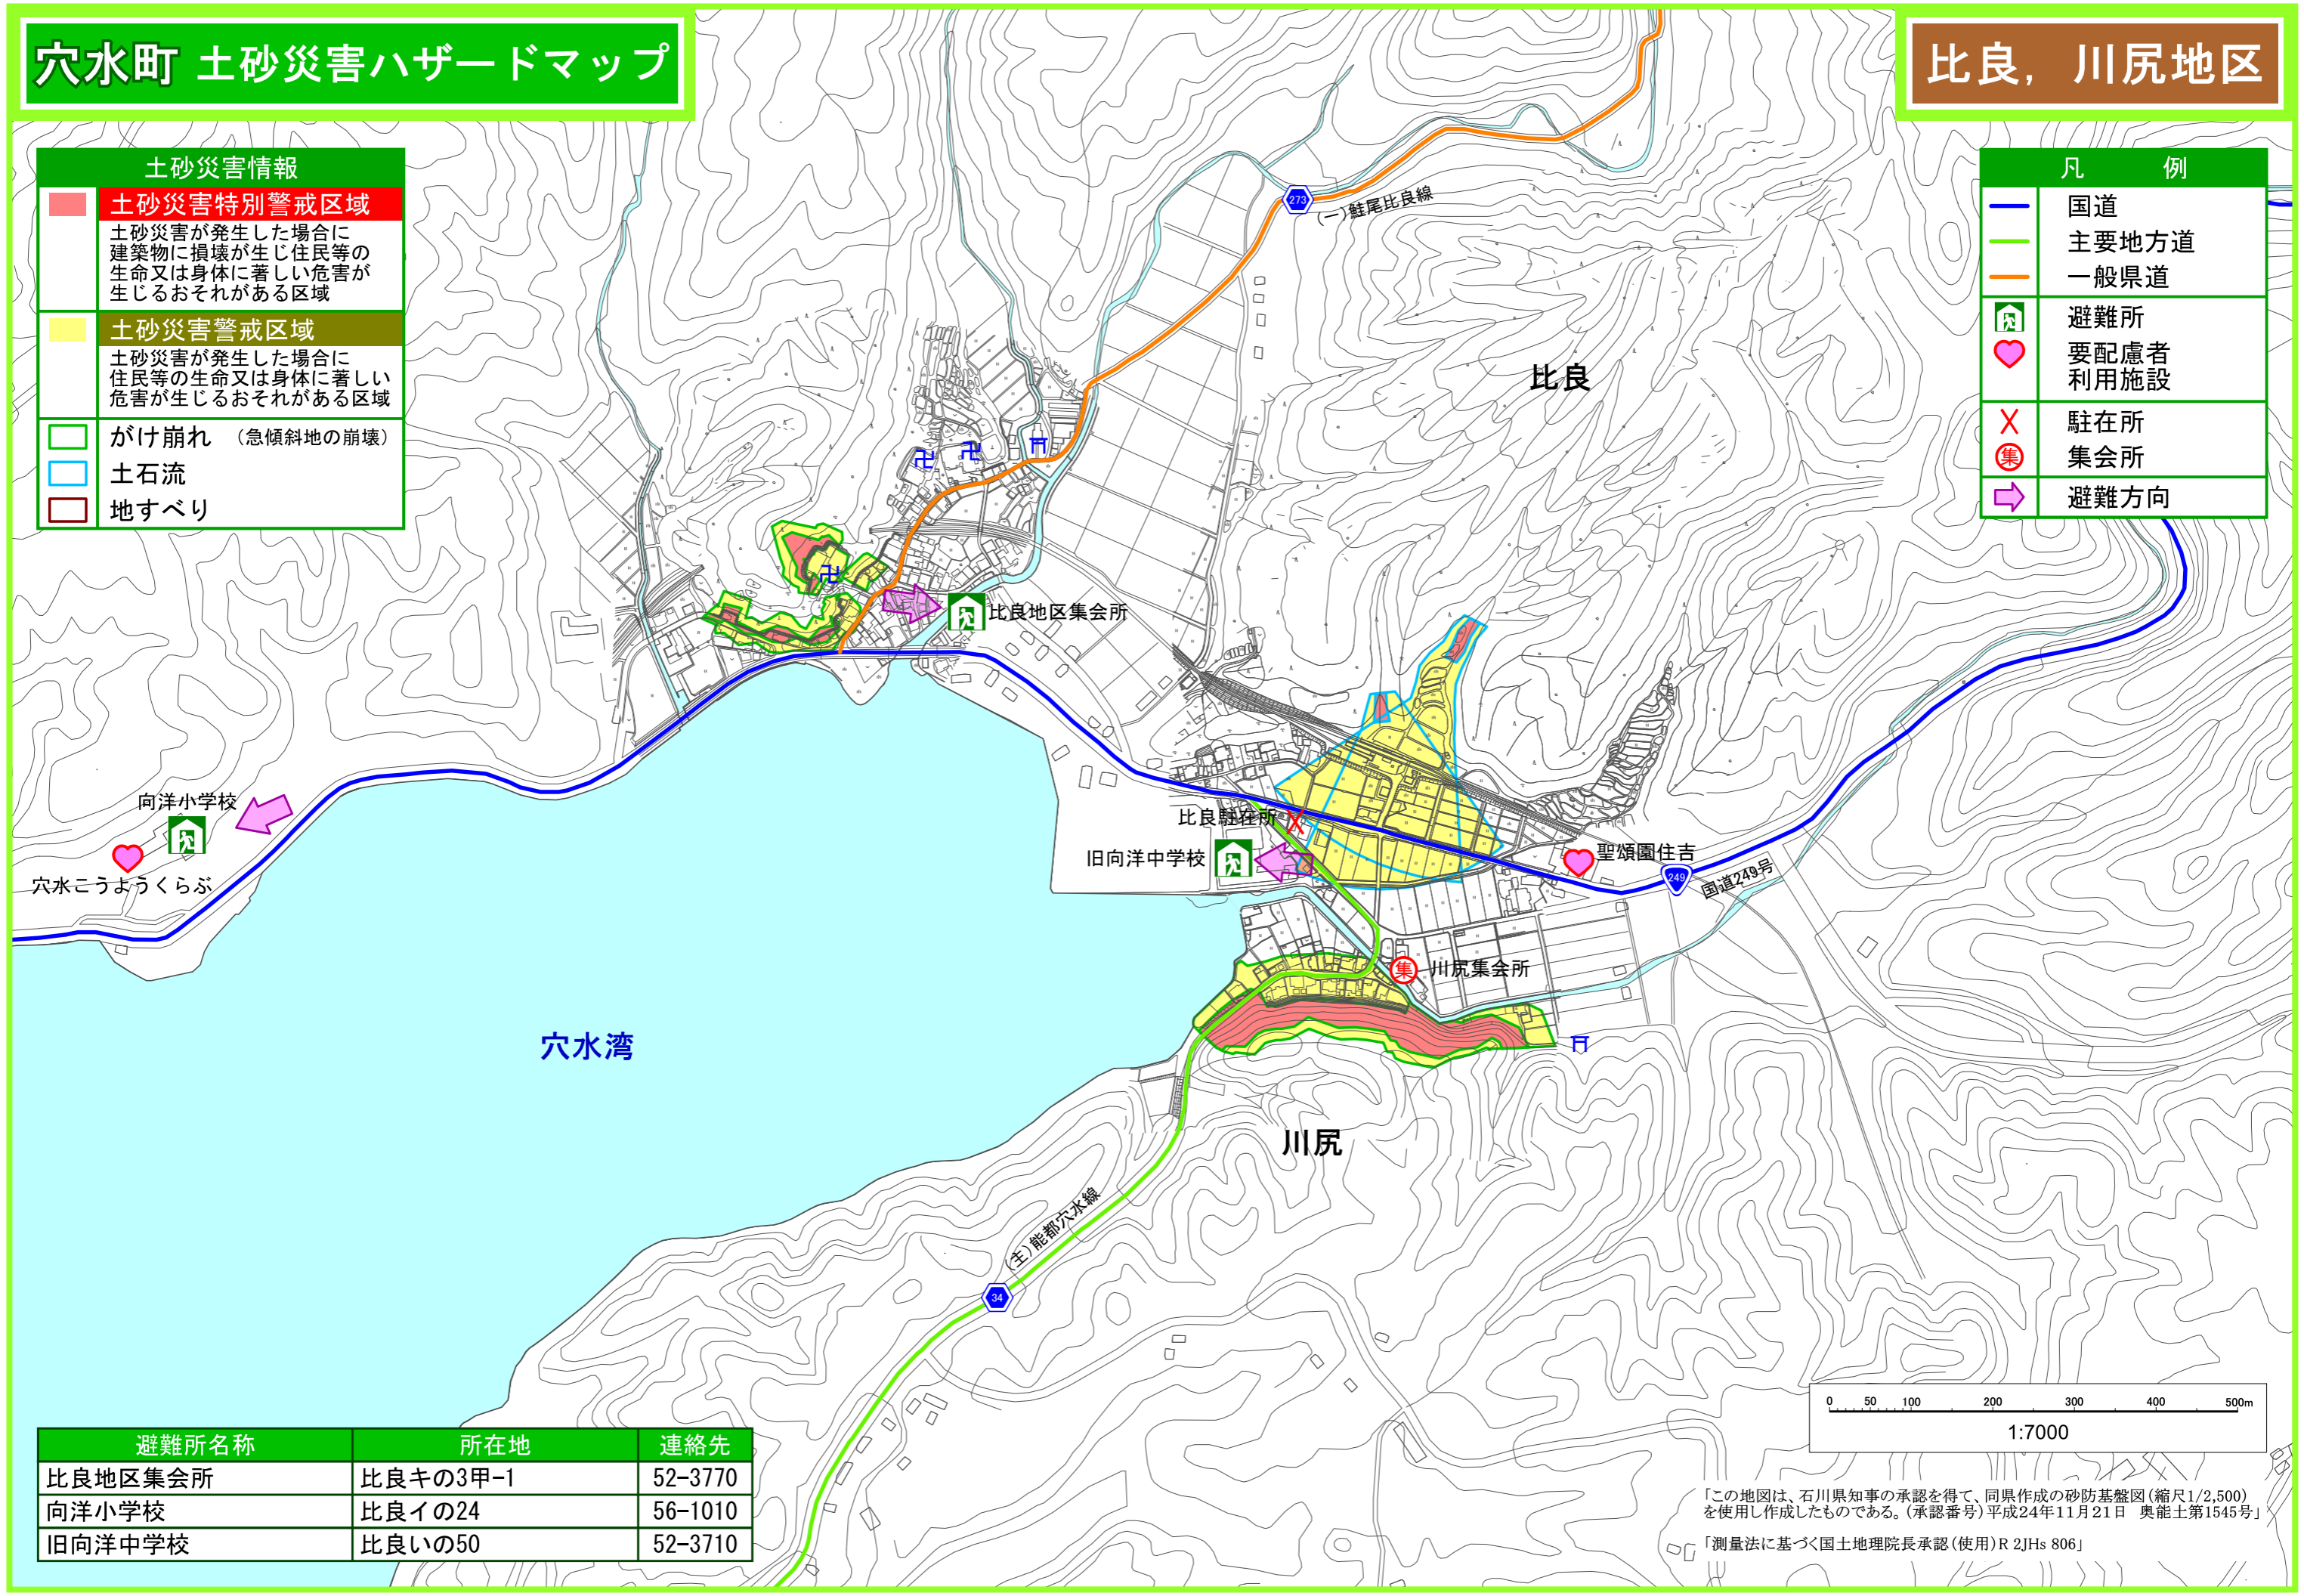 穴水町 土砂災害ハザードマップ
比良，川尻地区
土砂災害情報
土砂災害特別警戒区域
土砂災害が発生した場合に
建築物に損壊が生じ住民等の
生命又は身体に著しい危害が
生じるおそれがある区域
土砂災害警戒区域
土砂災害が発生した場合に
住民等の生命又は身体に著しい
危害が生じるおそれがある区域
がけ崩れ （急傾斜地の崩壊）
土石流
地すべり
凡 例
国道
主要地方道
一般県道
避難所
要配慮者
利用施設
駐在所
集 集会所
避難方向
273
(一)鮭尾比良線
比良
比良地区集会所
向洋小学校
穴水こうようくらぶ
比良駐在所
旧向洋中学校
聖頌園住吉
249
国道249号
集 川尻集会所
穴水湾
川尻
(主)能都穴水線
34
避難所名称 所在地 連絡先
比良地区集会所 比良キの3甲-1 52-3770
向洋小学校 比良イの24 56-1010
旧向洋中学校 比良いの50 52-3710
0 50 100 200 300 400 500m
1:7000
「この地図は、石川県知事の承認を得て、同県作成の砂防基盤図(縮尺1/2,500)
を使用し作成したものである。(承認番号)平成24年11月21日 奥能土第1545号」
「測量法に基づく国土地理院長承認(使用)R 2JHs 806」